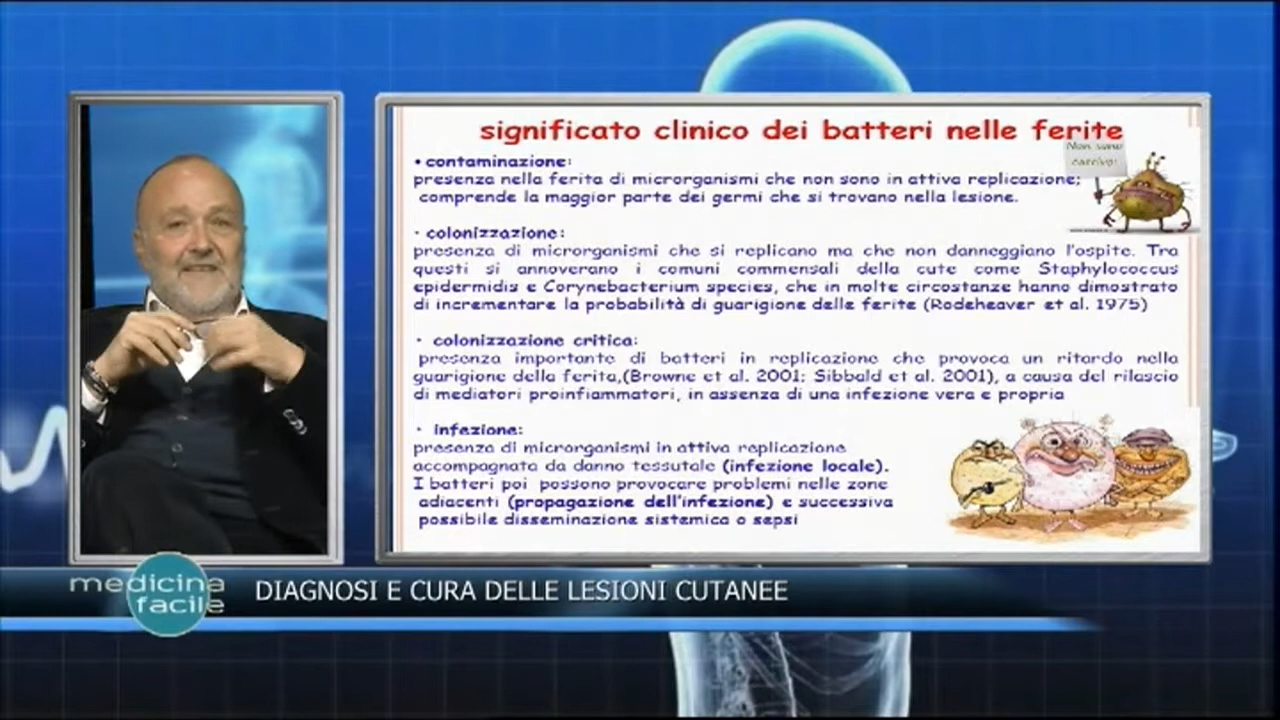 significato clinico dei batteri nelle ferite
Non sono
cattivo!
• contaminazione:
presenza nella ferita di microrganismi che non sono in attiva replicazione;
comprende la maggior parte dei germi che si trovano nella lesione.
· colonizzazione:
presenza di microrganismi che si replicano ma che non danneggiano l'ospite. Tra
questi si annoverano i comuni commensali della cute come Staphylococcus
epidermidis e Corynebacterium species, che in molte circostanze hanno dimostrato
di incrementare la probabilità di guarigione delle ferite (Rodeheaver et al. 1975)
· colonizzazione critica:
presenza importante di batteri in replicazione che provoca un ritardo nella
guarigione della ferita,(Browne et al. 2001; Sibbald et al. 2001), a causa del rilascio
di mediatori proinfiammatori, in assenza di una infezione vera e propria
· infezione:
presenza di microrganismi in attiva replicazione
accompagnata da danno tessutale (infezione locale).
I batteri poi possono provocare problemi nelle zone
adiacenti (propagazione dell'infezione) e successiva
possibile disseminazione sistemica o sepsi
medicina
facile
DIAGNOSI E CURA DELLE LESIONI CUTANEE